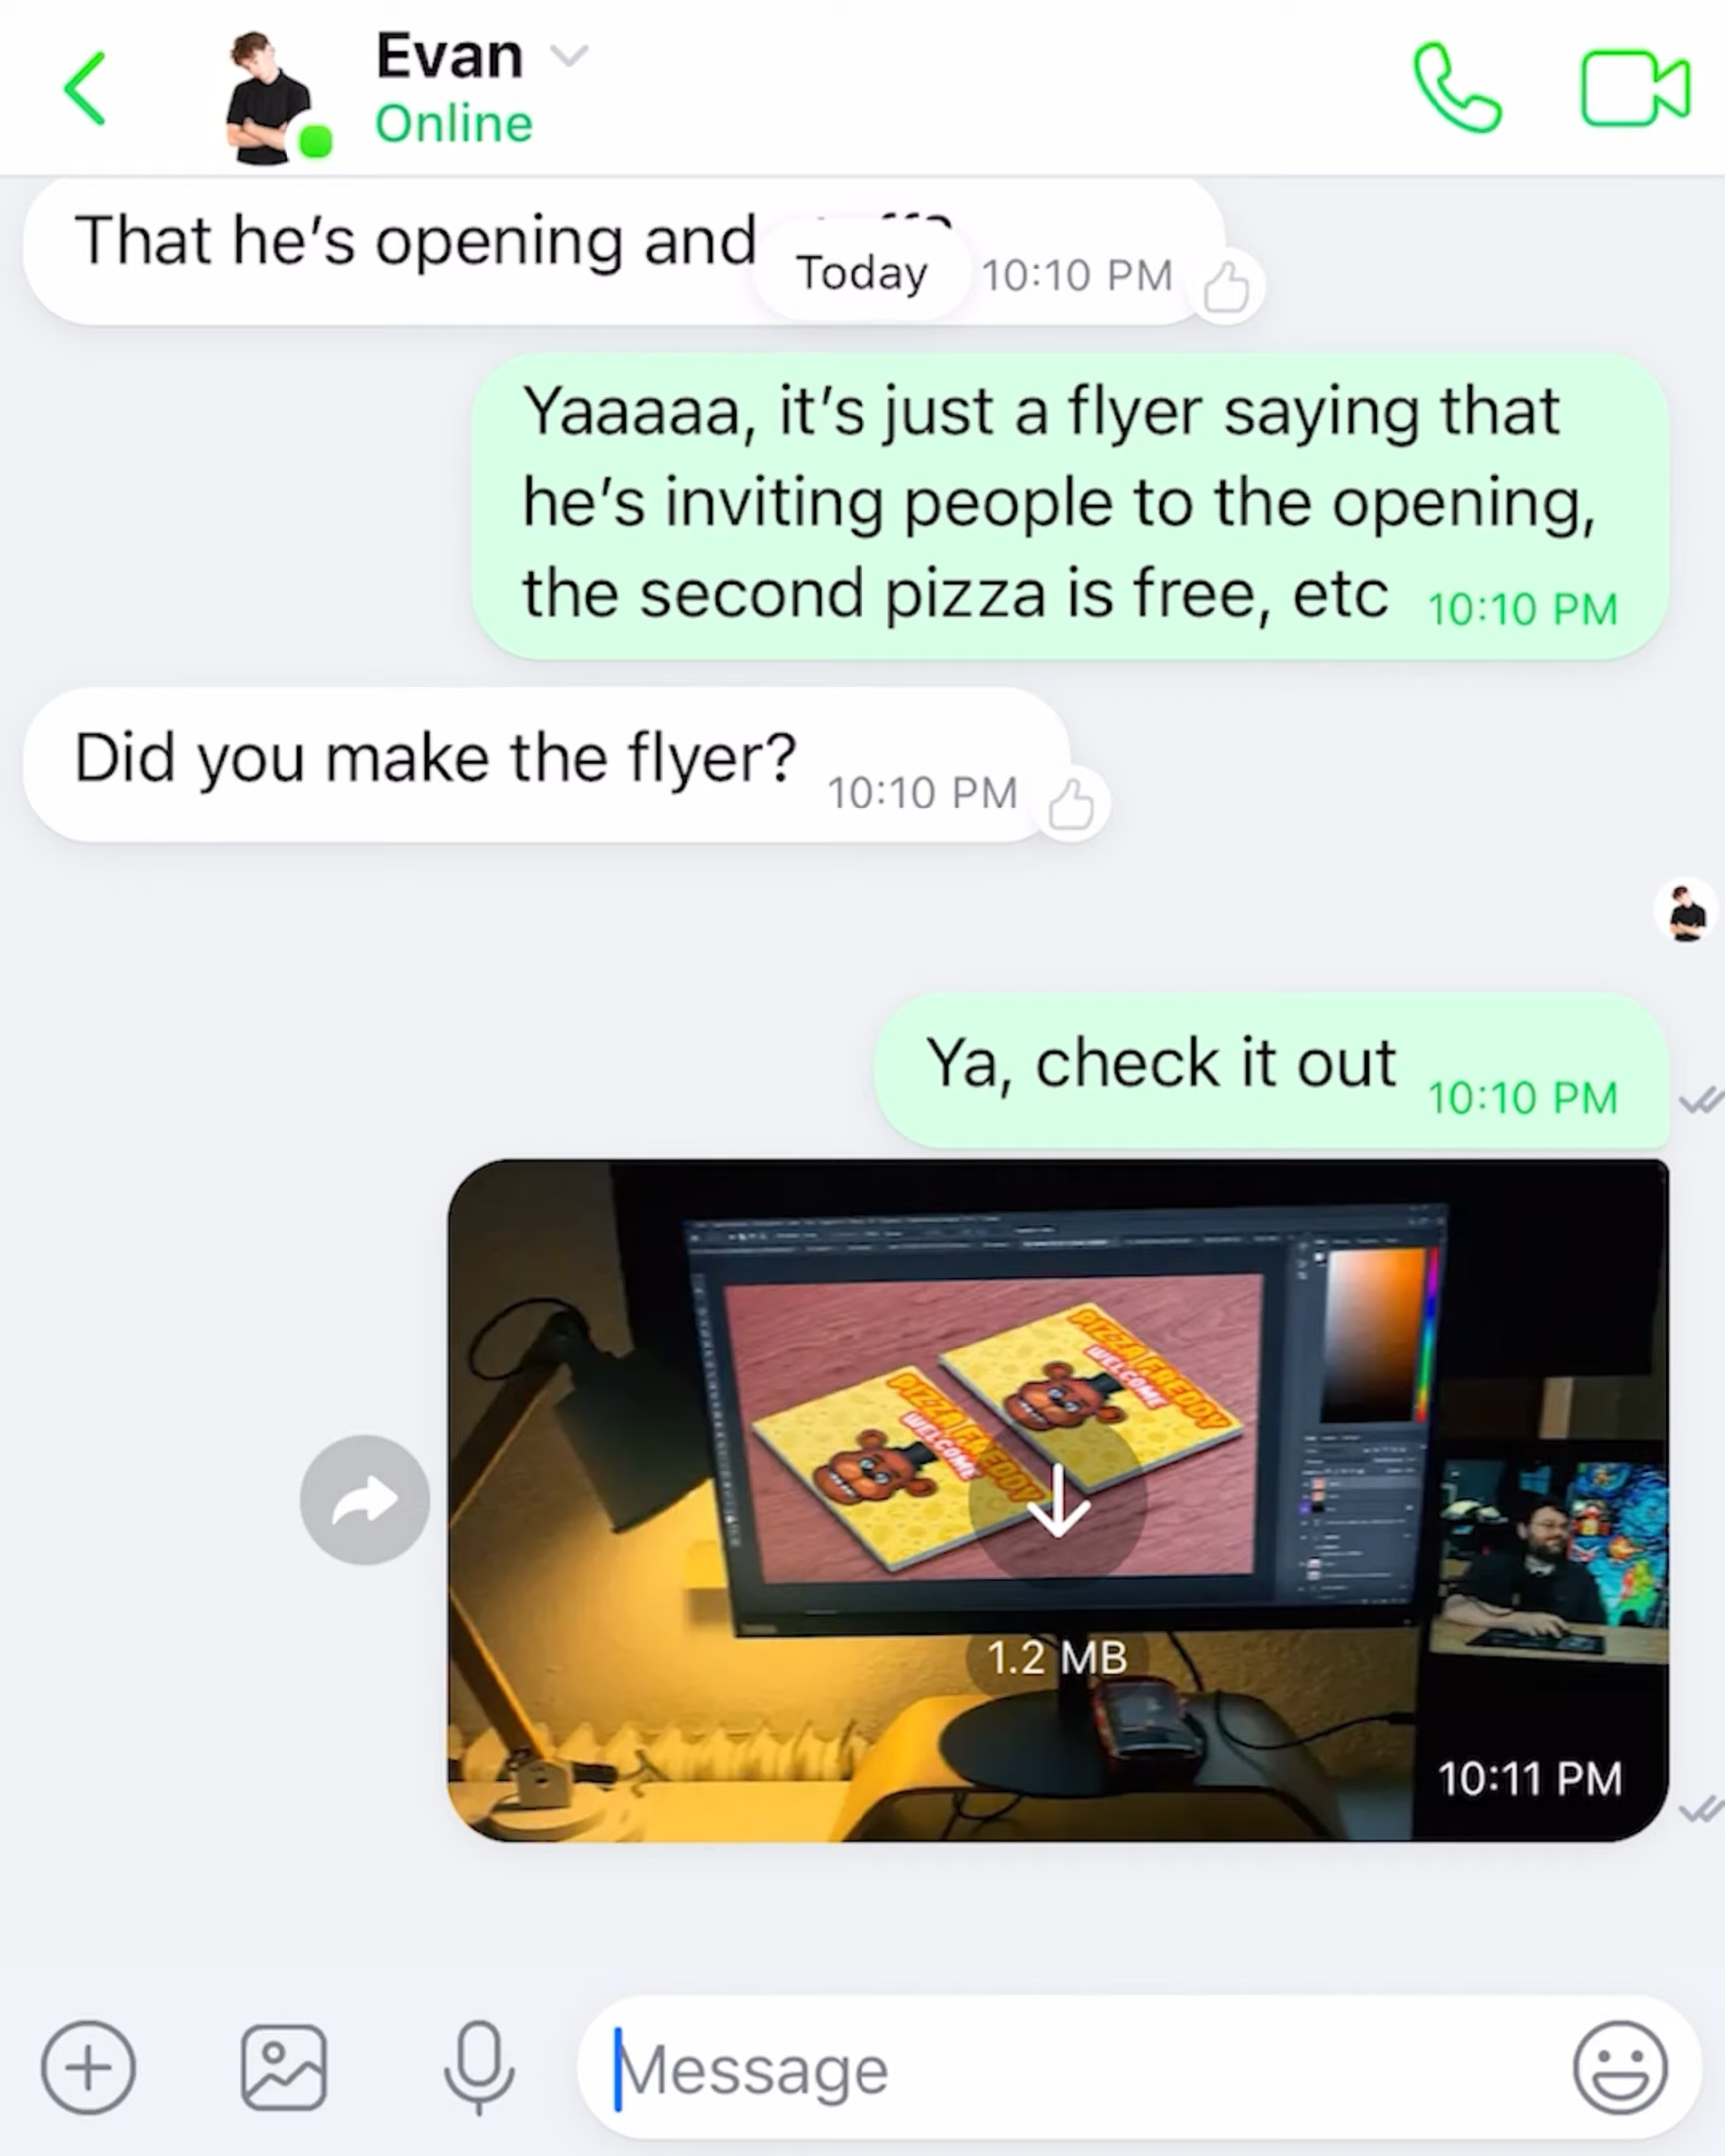 Evan
Online
That he's opening and
Today
10:10 PM
Yaaaaa, it's just a flyer saying that
he's inviting people to the opening,
the second pizza is free, etc 10:10 PM
Did you make the flyer? 10:10 PM
Ya, check it out 10:10 PM
PIZZA FREDDY
WELCOME
PIZZA FREDDY
WELCOME
1.2 MB
10:11 PM
Message